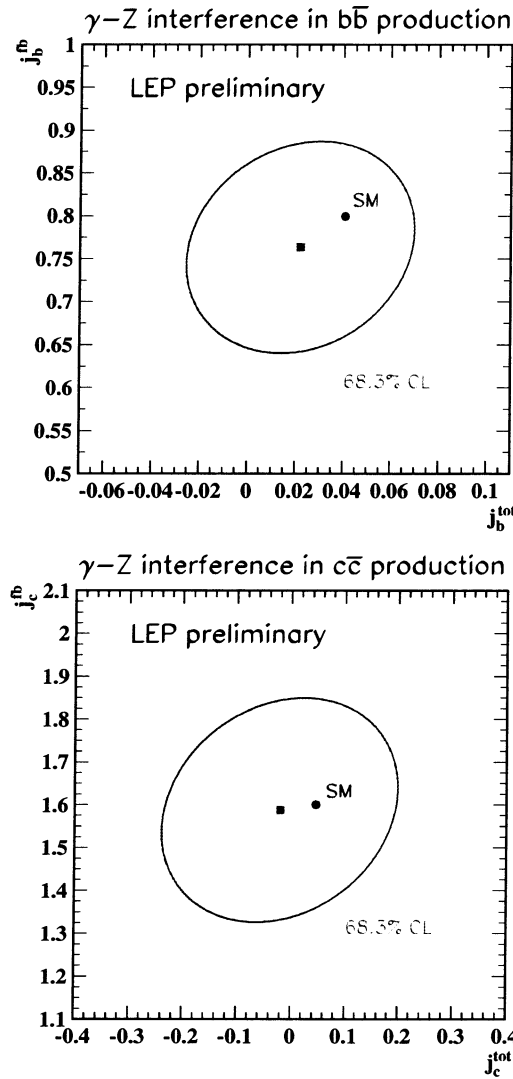 γ−Z interference in bb̅ production
j_b^fb
1
LEP preliminary
0.95
0.9
0.85
SM
0.8
0.75
0.7
0.65
68.3% CL
0.6
0.55
0.5
-0.06 -0.04 -0.02 0 0.02 0.04 0.06 0.08 0.1
j_b^tot
γ−Z interference in cc̅ production
j_c^fb
2.1
LEP preliminary
2
1.9
1.8
1.7
SM
1.6
1.5
1.4
68.3% CL
1.3
1.2
1.1
-0.4 -0.3 -0.2 -0.1 0 0.1 0.2 0.3 0.4
j_c^tot